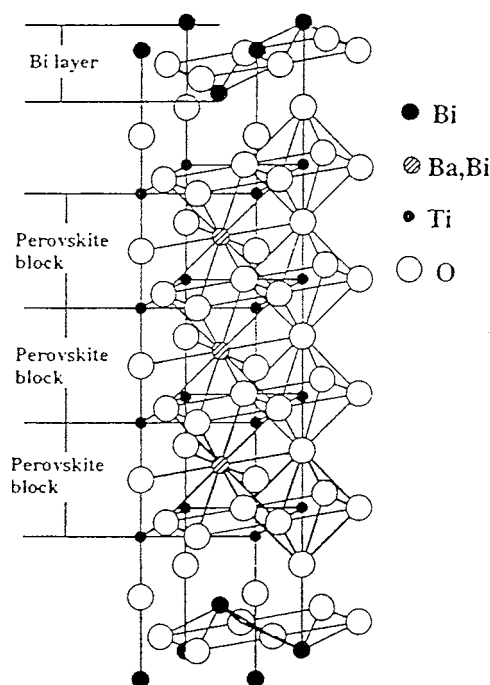 Bi layer
Perovskite
block
Perovskite
block
Perovskite
block
Bi
Ba,Bi
Ti
O